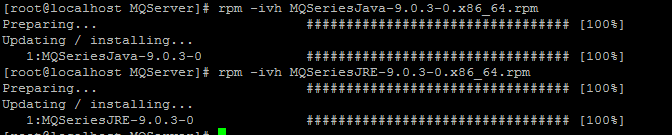 [root@localhost MQServer]# rpm -ivh MQSeriesJava-9.0.3-0.x86_64.rpm
Preparing...                          ################################# [100%]
Updating / installing...
   1:MQSeriesJava-9.0.3-0             ################################# [100%]
[root@localhost MQServer]# rpm -ivh MQSeriesJRE-9.0.3-0.x86_64.rpm
Preparing...                          ################################# [100%]
Updating / installing...
   1:MQSeriesJRE-9.0.3-0              ################################# [100%]
[root@localhost MQServer]#